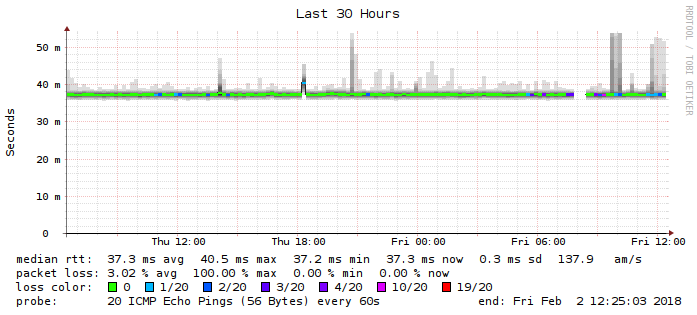 Last 30 Hours
RRDTOOL / TOBI OETIKER
Seconds
50 m
40 m
30 m
20 m
10 m
0
Thu 12:00 Thu 18:00 Fri 00:00 Fri 06:00 Fri 12:00
median rtt: 37.3 ms avg 40.5 ms max 37.2 ms min 37.3 ms now 0.3 ms sd 137.9 am/s
packet loss: 3.02 % avg 100.00 % max 0.00 % min 0.00 % now
loss color: 0 1/20 2/20 3/20 4/20 10/20 19/20
probe: 20 ICMP Echo Pings (56 Bytes) every 60s end: Fri Feb 2 12:25:03 2018